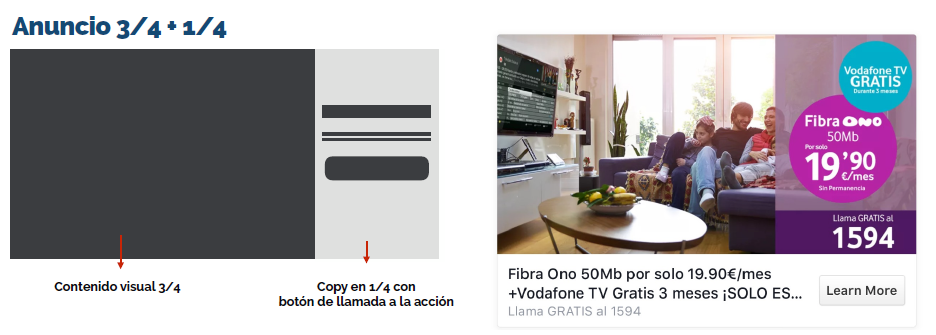 Anuncio 3/4 + 1/4
Contenido visual 3/4
Copy en 1/4 con
botón de llamada a la acción
Vodafone TV
GRATIS
Durante 3 meses
Fibra ONO
50Mb
Por solo
19'90
€/mes
Sin Permanencia
Llama GRATIS al
1594
Fibra Ono 50Mb por solo 19.90€/mes
+Vodafone TV Gratis 3 meses ¡SOLO ES...
Llama GRATIS al 1594
Learn More